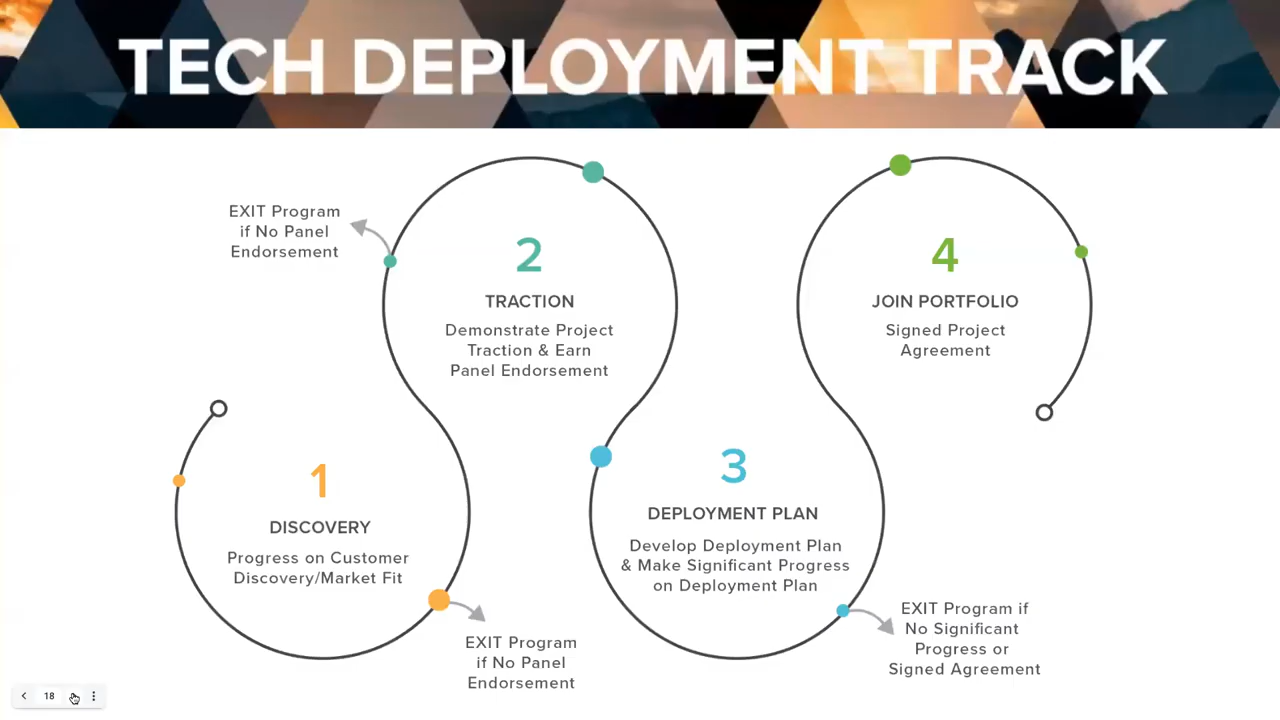 TECH DEPLOYMENT TRACK
EXIT Program
if No Panel
Endorsement
2
TRACTION
Demonstrate Project
Traction & Earn
Panel Endorsement
4
JOIN PORTFOLIO
Signed Project
Agreement
1
DISCOVERY
Progress on Customer
Discovery/Market Fit
EXIT Program
if No Panel
Endorsement
3
DEPLOYMENT PLAN
Develop Deployment Plan
& Make Significant Progress
on Deployment Plan
EXIT Program if
No Significant
Progress or
Signed Agreement
18